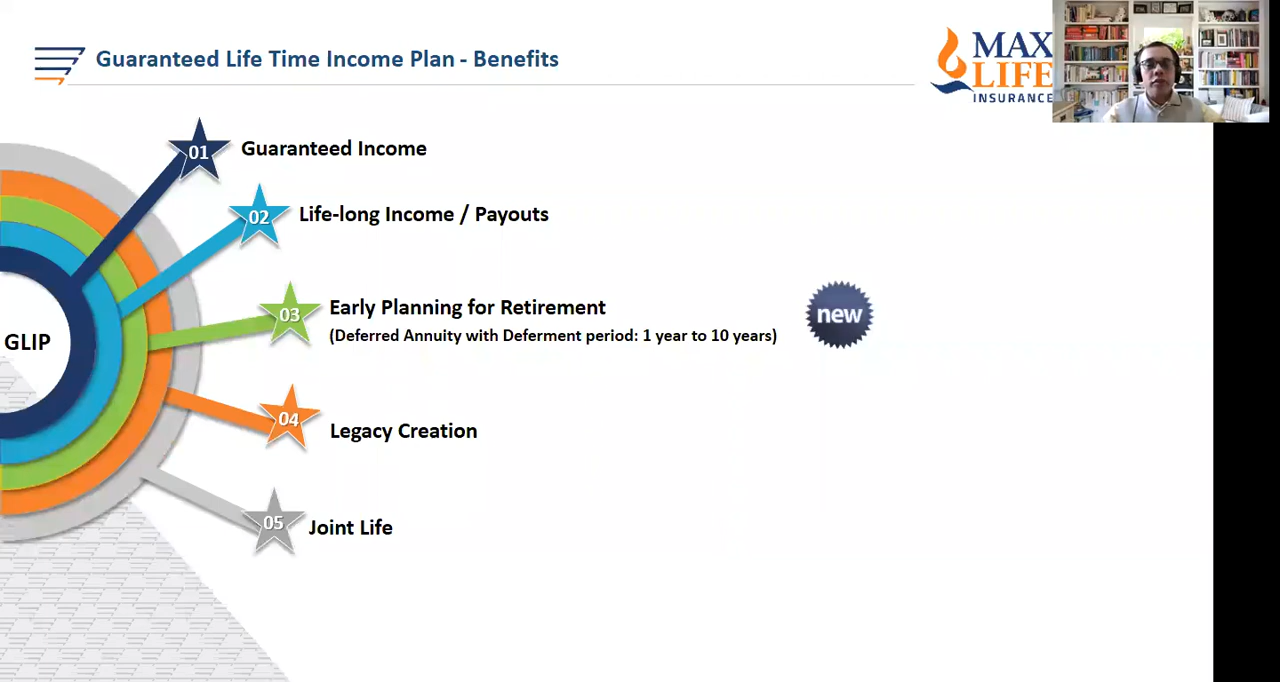 Guaranteed Life Time Income Plan - Benefits
MAX
LIFE
INSURANCE
01
Guaranteed Income
02
Life-long Income / Payouts
03
Early Planning for Retirement
(Deferred Annuity with Deferment period: 1 year to 10 years)
new
GLIP
04
Legacy Creation
05
Joint Life